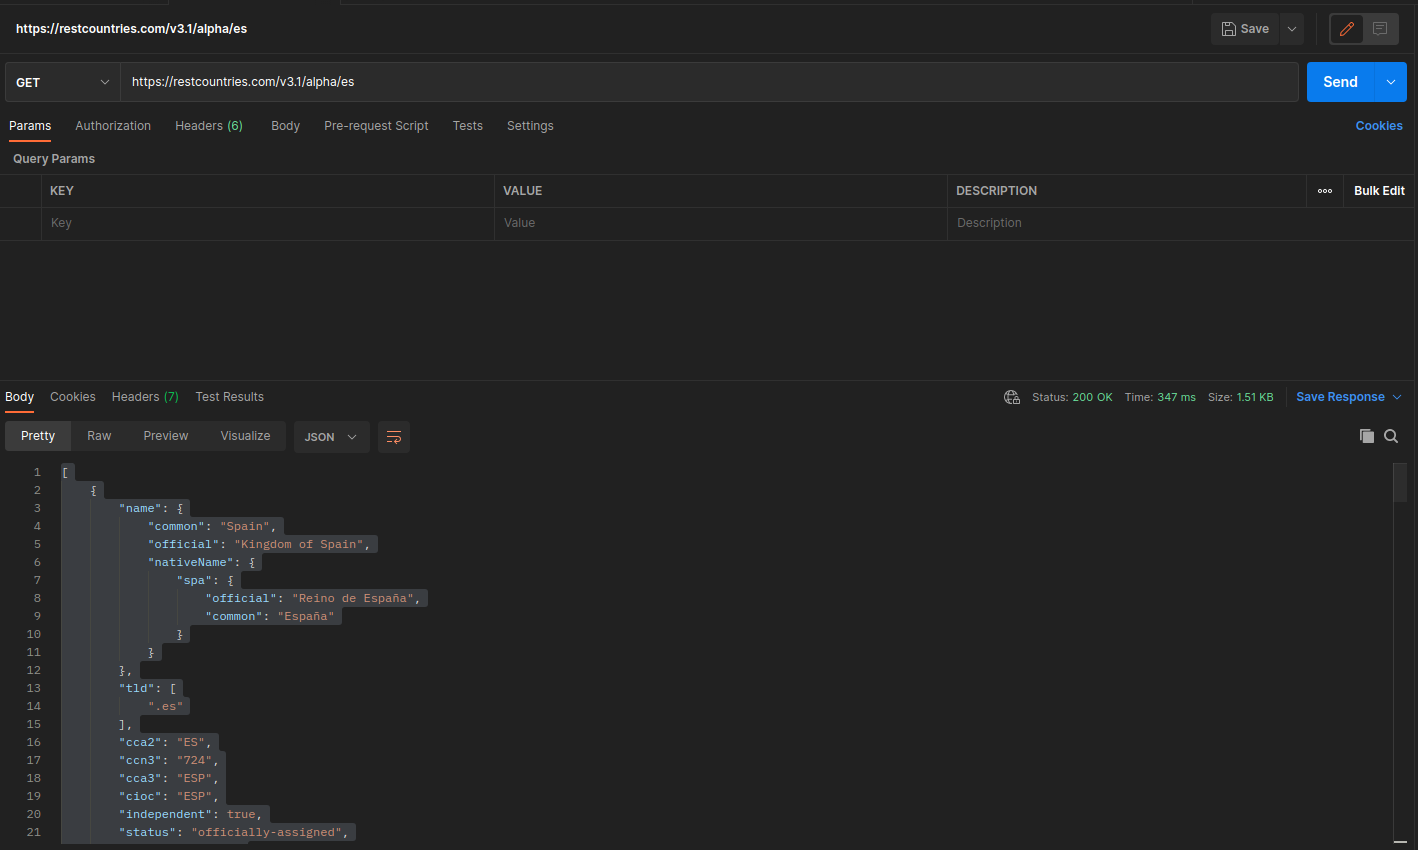 https://restcountries.com/v3.1/alpha/es
Save
GET
https://restcountries.com/v3.1/alpha/es
Send
Params Authorization Headers (6) Body Pre-request Script Tests Settings Cookies
Query Params
KEY VALUE DESCRIPTION ooo Bulk Edit
Key Value Description
Body Cookies Headers (7) Test Results Status: 200 OK Time: 347 ms Size: 1.51 KB Save Response
Pretty Raw Preview Visualize JSON
1 [
2 {
3 "name": {
4 "common": "Spain",
5 "official": "Kingdom of Spain",
6 "nativeName": {
7 "spa": {
8 "official": "Reino de España",
9 "common": "España"
10 }
11 }
12 },
13 "tld": [
14 ".es"
15 ],
16 "cca2": "ES",
17 "ccn3": "724",
18 "cca3": "ESP",
19 "cioc": "ESP",
20 "independent": true,
21 "status": "officially-assigned",